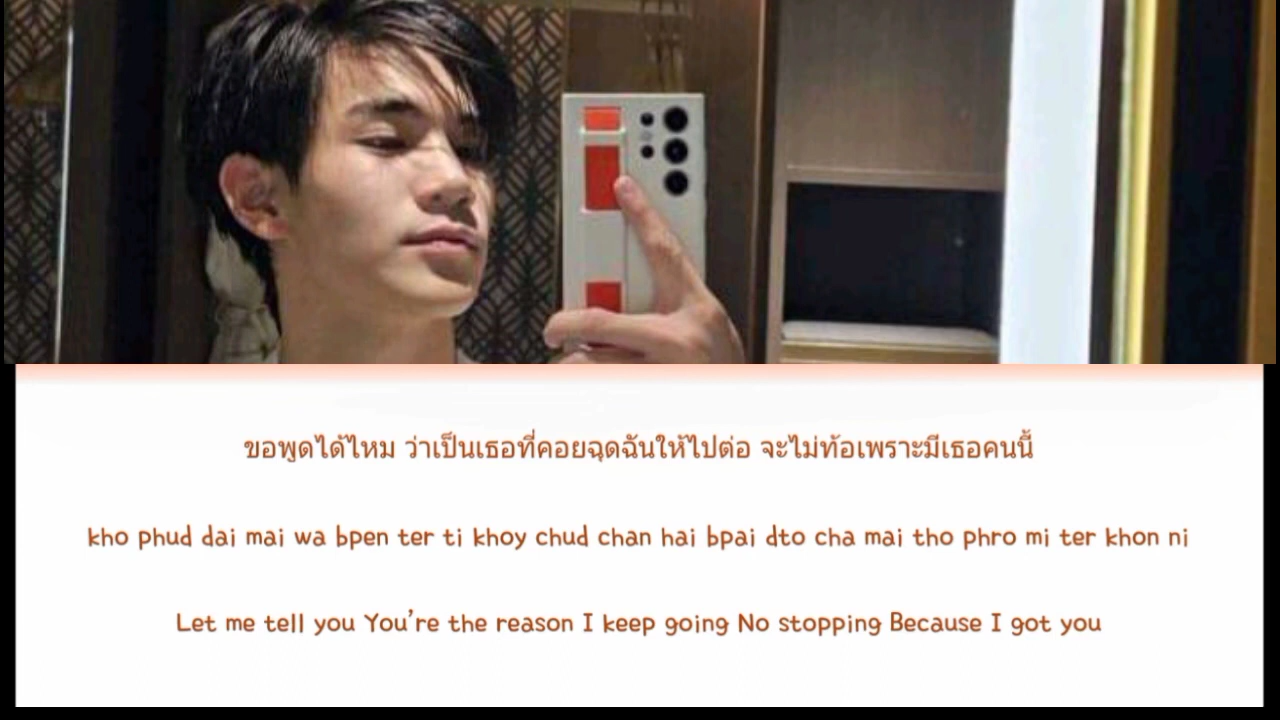 ขอพูดได้ไหม ว่าเป็นเธอที่คอยฉุดฉันให้ไปต่อ จะไม่ท้อเพราะมีเธอคนนี้
kho phud dai mai wa bpen ter ti khoy chud chan hai bpai dto cha mai tho phro mi ter khon ni
Let me tell you You're the reason I keep going No stopping Because I got you